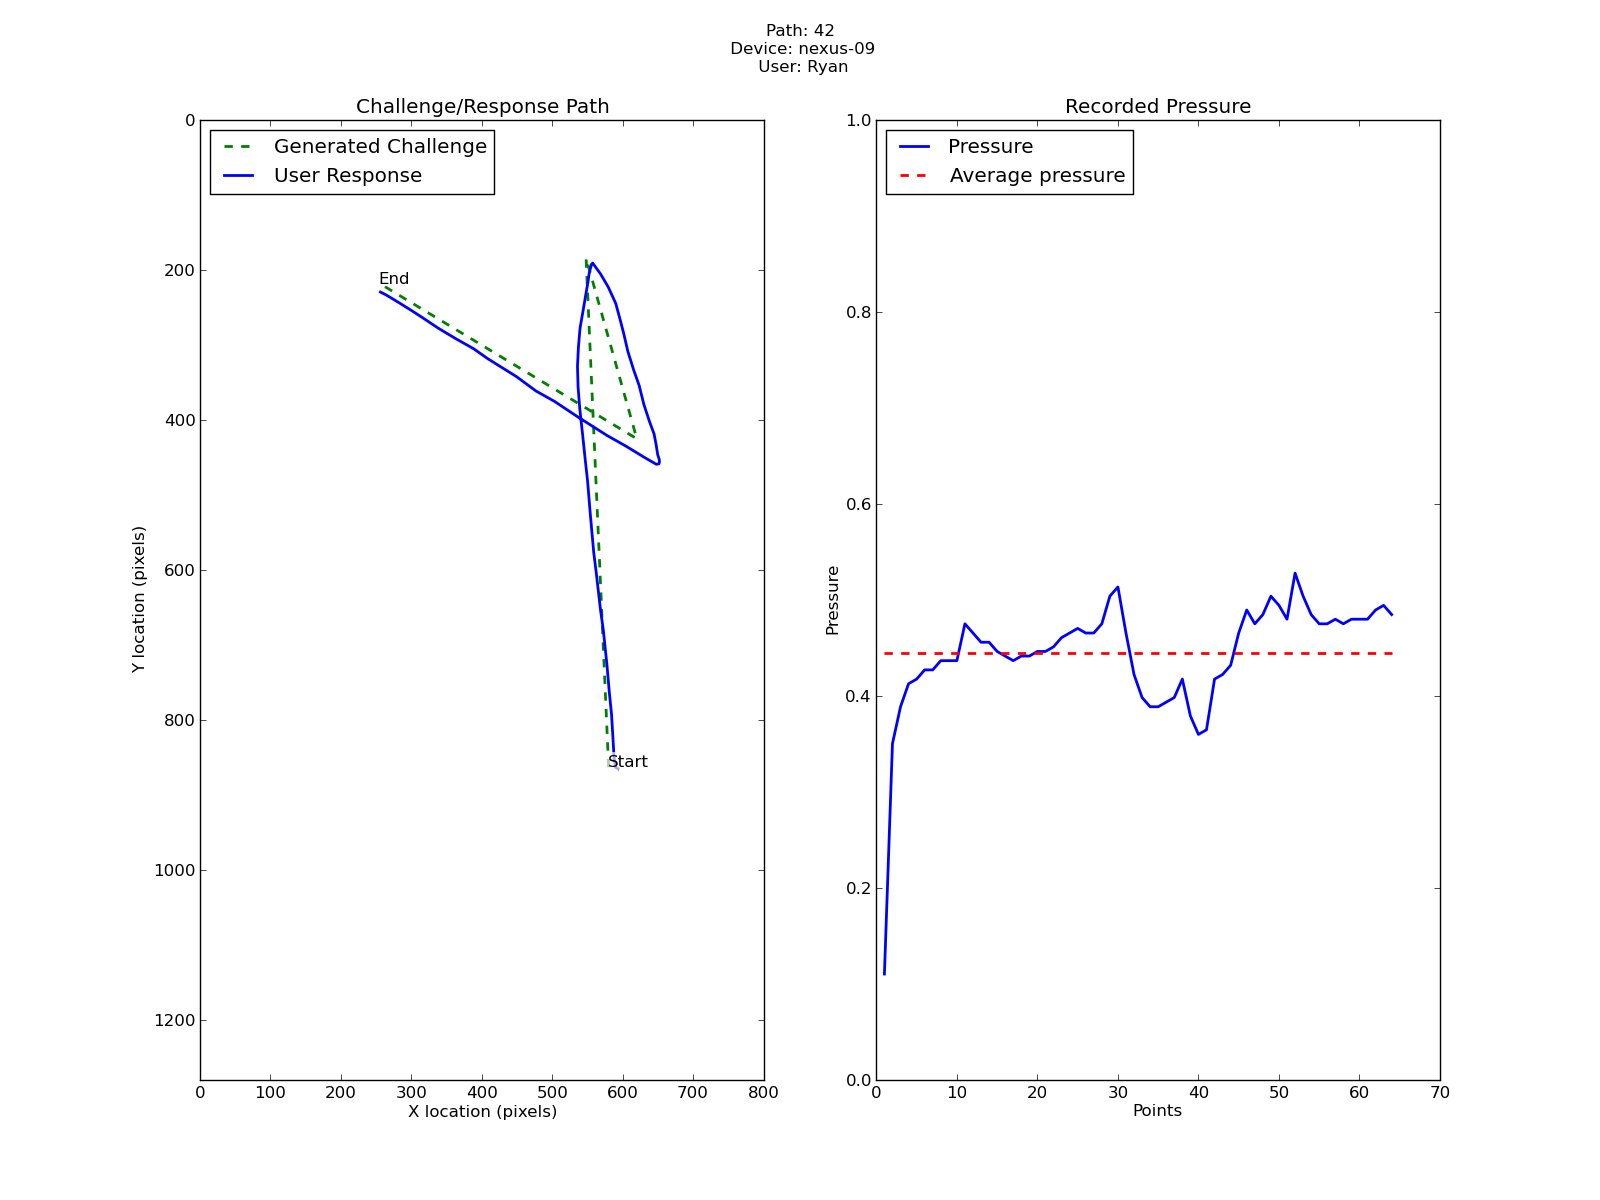 Path: 42
Device: nexus-09
User: Ryan
Challenge/Response Path
Generated Challenge
User Response
End
Start
0
200
400
600
800
1000
1200
Y location (pixels)
0 100 200 300 400 500 600 700 800
X location (pixels)
Recorded Pressure
Pressure
Average pressure
1.0
0.8
0.6
0.4
0.2
0.0
Pressure
0 10 20 30 40 50 60 70
Points